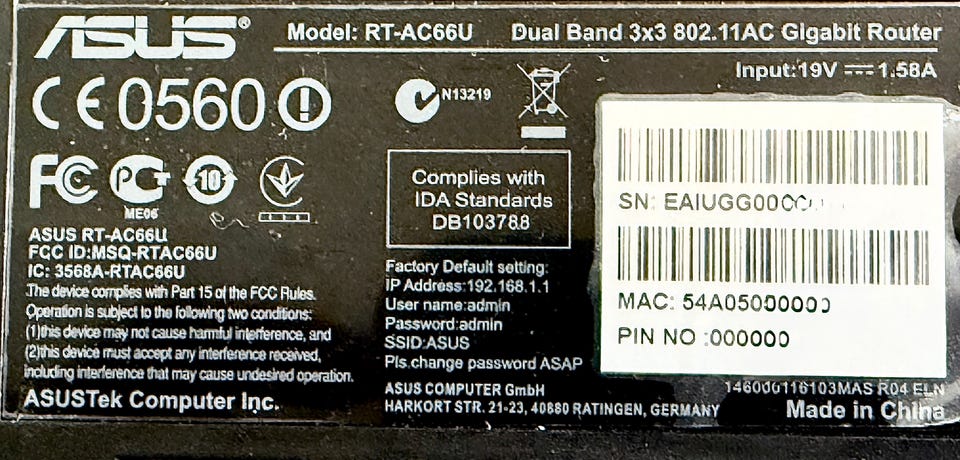 ASUS®
Model: RT-AC66U Dual Band 3x3 802.11AC Gigabit Router
Input:19V 1.58A
CE0560
N13219
FC
PCT
ME06
10
ASUS RT-AC66U
FCC ID:MSQ-RTAC66U
IC: 3568A-RTAC66U
The device complies with Part 15 of the FCC Rules.
Operation is subject to the following two conditions:
(1)this device may not cause harmful interference, and
(2)this device must accept any interference received,
including interference that may cause undesired operation.
ASUSTek Computer Inc.
Complies with
IDA Standards
DB103788
Factory Default setting:
IP Address:192.168.1.1
User name:admin
Password:admin
SSID:ASUS
Pls.change password ASAP
ASUS COMPUTER GmbH
HARKORT STR. 21-23, 40880 RATINGEN, GERMANY
SN:
MAC: 54A05000000
PIN NO :000000
146000116103MAS R04 ELN
Made in China